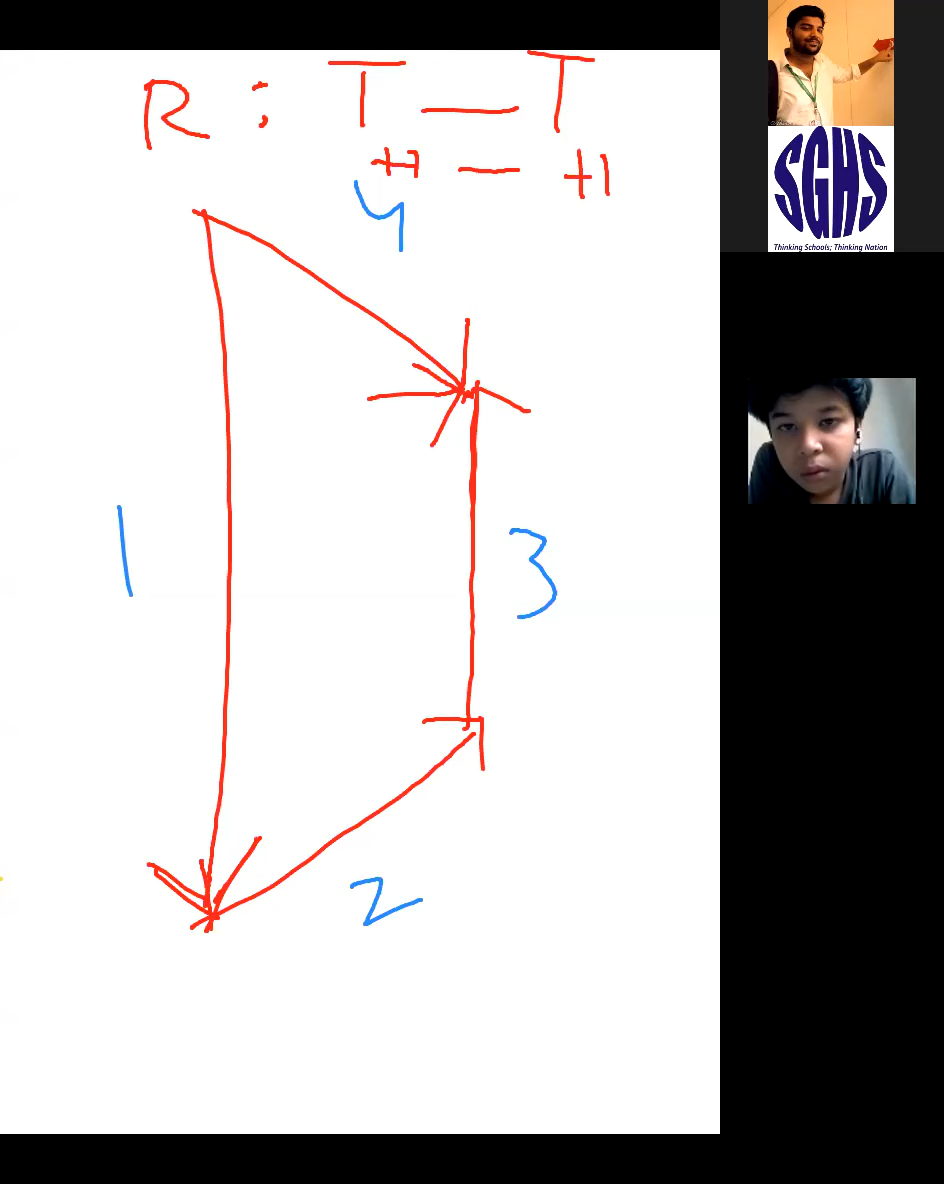 R : T — T
+1 — +1
4
1
3
2
SGHS
Thinking Schools; Thinking Nation